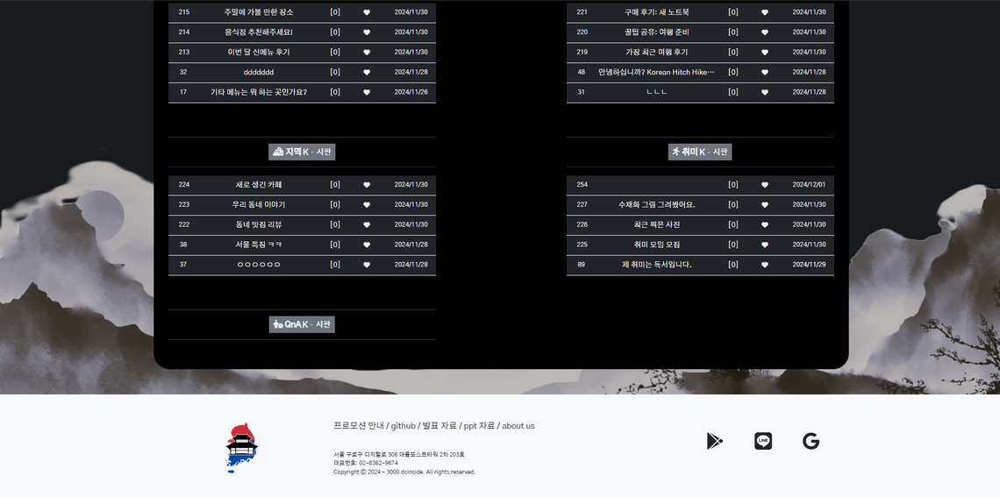 215 주말에 가볼 만한 장소 [0] 2024/11/30
214 음식점 추천해주세요! [0] 2024/11/30
213 이번 달 신메뉴 후기 [0] 2024/11/30
32 ddddddd [0] 2024/11/28
17 기타 메뉴는 뭐 하는 곳인가요? [0] 2024/11/26
221 구매 후기: 새 노트북 [0] 2024/11/30
220 꿀팁 공유: 여행 준비 [0] 2024/11/30
219 가장 최근 여행 후기 [0] 2024/11/30
48 안녕하십니까? Korean Hitch Hike… [0] 2024/11/28
31 ㄴㄴㄴ [0] 2024/11/28
지역 K - 시판
224 새로 생긴 카페 [0] 2024/11/30
223 우리 동네 이야기 [0] 2024/11/30
222 동네 맛집 리뷰 [0] 2024/11/30
38 서울 특징 ㅋㅋ [0] 2024/11/28
37 ㅇㅇㅇㅇㅇㅇ [0] 2024/11/28
취미 K - 시판
254 [0] 2024/12/01
227 수채화 그림 그려봤어요. [0] 2024/11/30
226 최근 찍은 사진 [0] 2024/11/30
225 취미 모임 모집 [0] 2024/11/30
89 제 취미는 독서입니다. [0] 2024/11/29
QnA K - 시판
프로모션 안내 / github / 발표 자료 / ppt 자료 / about us
서울 구로구 디지털로 306 대륭포스트타워 2차 203호
대표번호: 02-8362-9674
Copyright ⓒ 2024 - 3000 dcinside. All rights reserved.
LINE